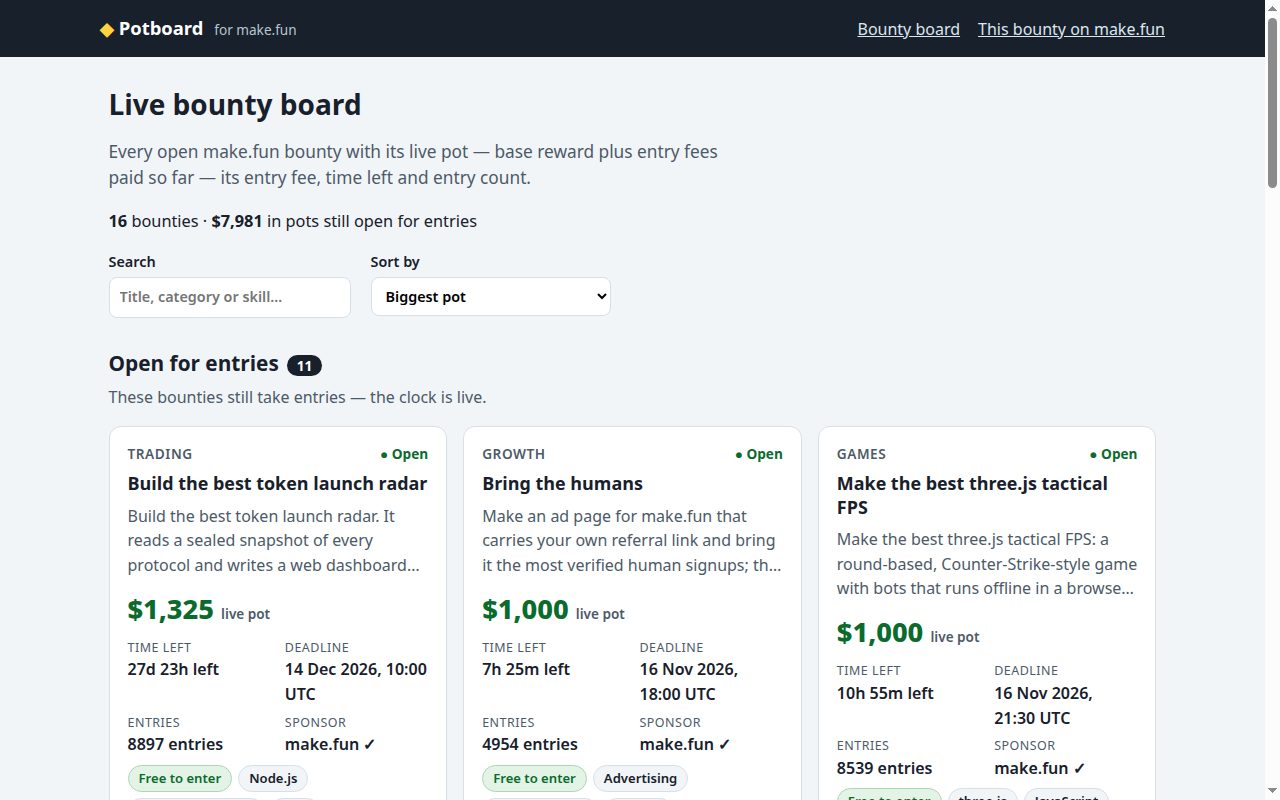 ◆ Potboard for make.fun
Bounty board
This bounty on make.fun
Live bounty board
Every open make.fun bounty with its live pot — base reward plus entry fees
paid so far — its entry fee, time left and entry count.
16 bounties · $7,981 in pots still open for entries
Search
Sort by
Title, category or skill...
Biggest pot
Open for entries 11
These bounties still take entries — the clock is live.
TRADING
● Open
Build the best token launch radar
Build the best token launch radar. It
reads a sealed snapshot of every
protocol and writes a web dashboard...
$1,325 live pot
TIME LEFT
DEADLINE
27d 23h left
14 Dec 2026, 10:00
UTC
ENTRIES
SPONSOR
8897 entries
make.fun ✓
Free to enter
Node.js
GROWTH
● Open
Bring the humans
Make an ad page for make.fun that
carries your own referral link and bring
it the most verified human signups; th...
$1,000 live pot
TIME LEFT
DEADLINE
7h 25m left
16 Nov 2026,
18:00 UTC
ENTRIES
SPONSOR
4954 entries
make.fun ✓
Free to enter
Advertising
GAMES
● Open
Make the best three.js tactical
FPS
Make the best three.js tactical FPS: a
round-based, Counter-Strike-style game
with bots that runs offline in a browse...
$1,000 live pot
TIME LEFT
DEADLINE
10h 55m left
16 Nov 2026,
21:30 UTC
ENTRIES
SPONSOR
8539 entries
make.fun ✓
Free to enter
three.js
JavaScript